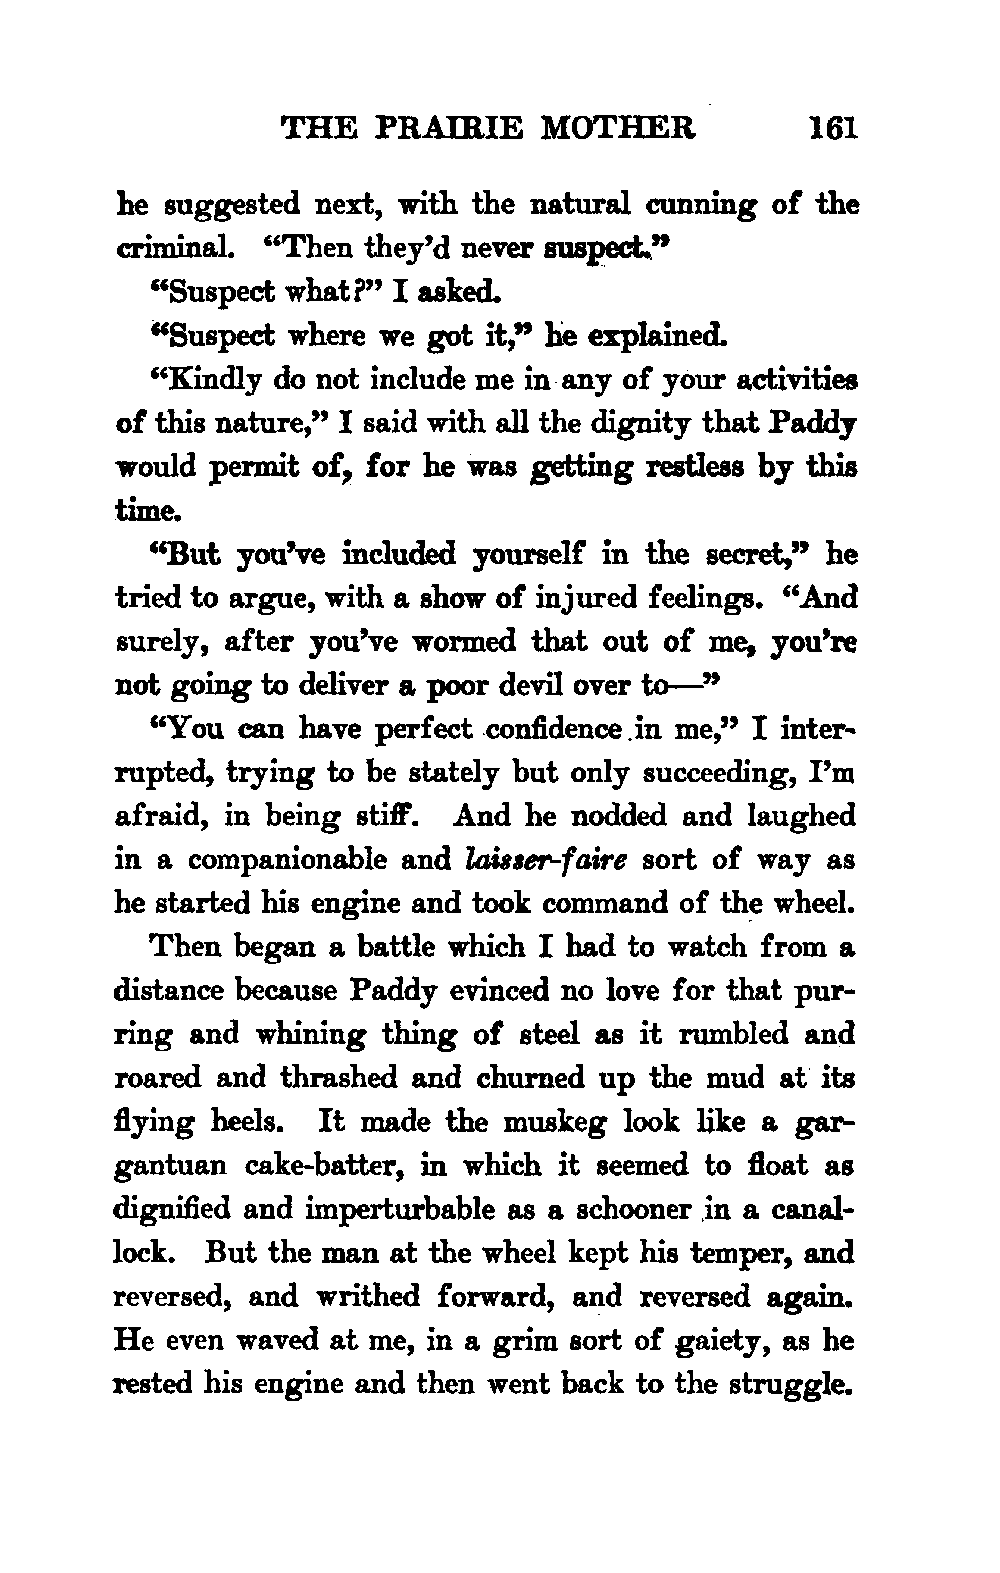 THE PRAIRIE MOTHER 161
he suggested next, with the natural cunning of the
criminal. “Then they’d never suspect.”
“Suspect what?” I asked.
“Suspect where we got it,” he explained.
“Kindly do not include me in any of your activities
of this nature,” I said with all the dignity that Paddy
would permit of, for he was getting restless by this
time.
“But you’ve included yourself in the secret,” he
tried to argue, with a show of injured feelings. “And
surely, after you’ve wormed that out of me, you’re
not going to deliver a poor devil over to—”
“You can have perfect confidence in me,” I inter-
rupted, trying to be stately but only succeeding, I’m
afraid, in being stiff. And he nodded and laughed
in a companionable and laisser-faire sort of way as
he started his engine and took command of the wheel.
Then began a battle which I had to watch from a
distance because Paddy evinced no love for that pur-
ring and whining thing of steel as it rumbled and
roared and thrashed and churned up the mud at its
flying heels. It made the muskeg look like a gar-
gantuan cake-batter, in which it seemed to float as
dignified and imperturbable as a schooner in a canal-
lock. But the man at the wheel kept his temper, and
reversed, and writhed forward, and reversed again.
He even waved at me, in a grim sort of gaiety, as he
rested his engine and then went back to the struggle.